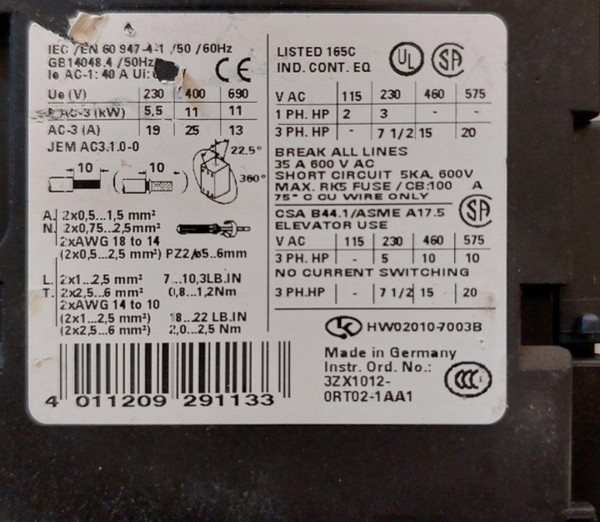 IEC / EN 60 947-4-1 /50 /60Hz
GB14048.4 /50Hz
Ie AC-1: 40 A Ui:
CE
Ue (V) 230 400 690
AC-3 (kW) 5,5 11 11
AC-3 (A) 19 25 13
JEM AC3.1.0-0
22.5°
10 10
360°
A. 2x0,5...1,5 mm²
N. 2x0,75...2,5mm²
2xAWG 18 to 14
(2x0,5...2,5 mm²) PZ2/ø5...6mm
L. 2x1...2,5 mm² 7...10,3LB.IN
T. 2x2,5...6 mm² 0,8...1,2Nm
2xAWG 14 to 10
(2x1...2,5 mm²) 18...22 LB.IN
(2x2,5...6 mm²) 2,0...2,5 Nm
4 011209 291133
LISTED 165C
IND. CONT. EQ
UL SA
V AC 115 230 460 575
1 PH. HP 2 3 - -
3 PH. HP - 7 1/2 15 20
BREAK ALL LINES
35 A 600 V AC
SHORT CIRCUIT 5KA, 600V
MAX. RK5 FUSE / CB:100 A
75° C CU WIRE ONLY
CSA B44.1/ASME A17.5
SA
ELEVATOR USE
V AC 115 230 460 575
3 PH. HP - 5 10 10
NO CURRENT SWITCHING
3 PH.HP - 7 1/2 15 20
HW02010-7003B
Made in Germany
Instr. Ord. No.:
3ZX1012-
0RT02-1AA1
CCC